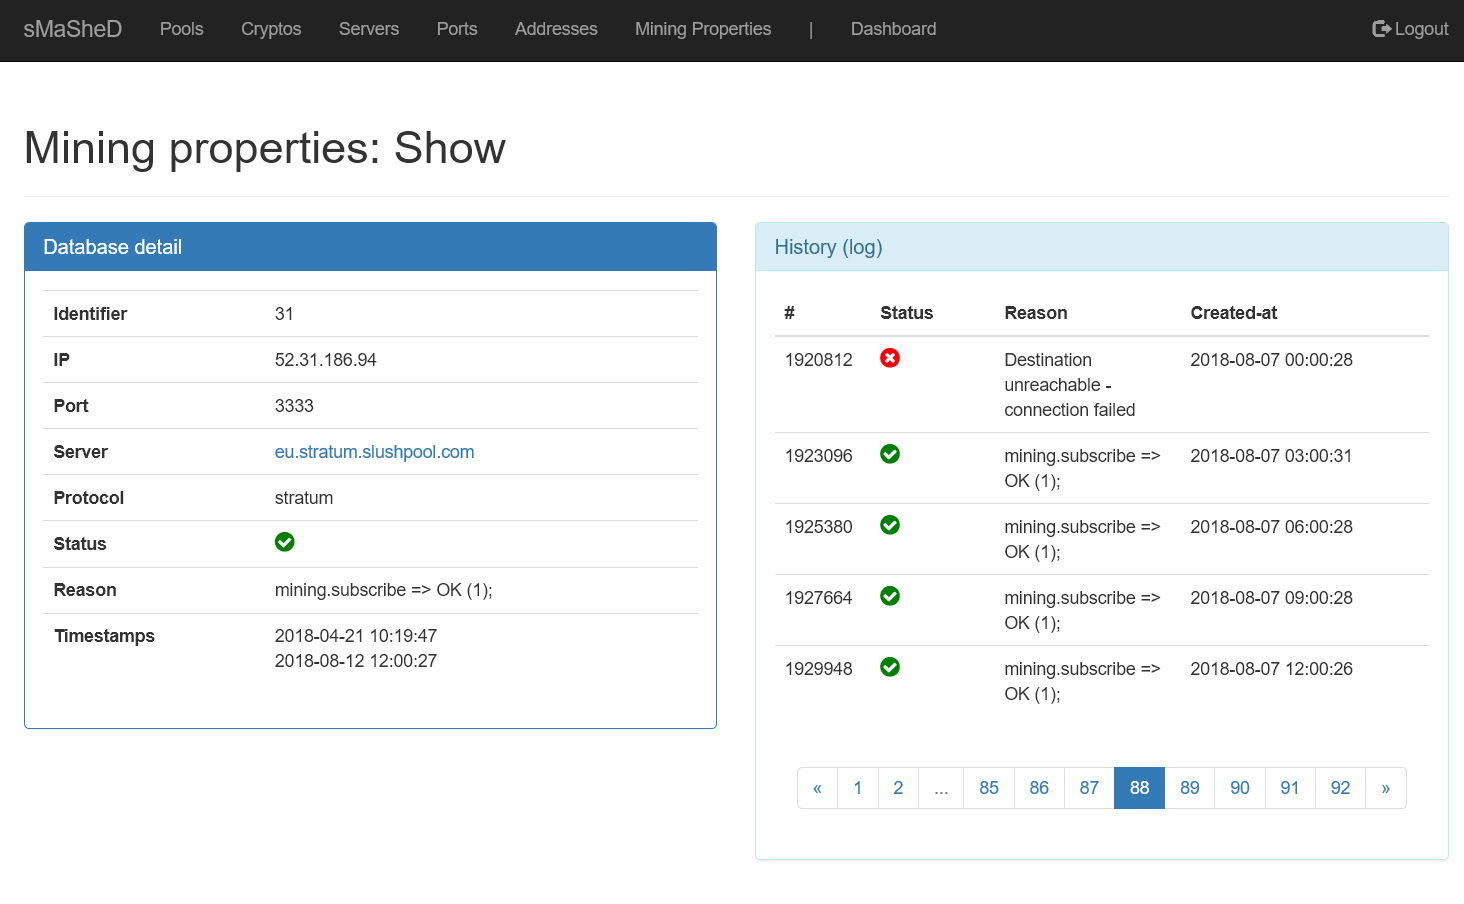 sMaSheD Pools Cryptos Servers Ports Addresses Mining Properties | Dashboard Logout
Mining properties: Show
Database detail
Identifier 31
IP 52.31.186.94
Port 3333
Server eu.stratum.slushpool.com
Protocol stratum
Status
Reason mining.subscribe => OK (1);
Timestamps 2018-04-21 10:19:47
2018-08-12 12:00:27
History (log)
# Status Reason Created-at
1920812 Destination 2018-08-07 00:00:28
unreachable -
connection failed
1923096 mining.subscribe => 2018-08-07 03:00:31
OK (1);
1925380 mining.subscribe => 2018-08-07 06:00:28
OK (1);
1927664 mining.subscribe => 2018-08-07 09:00:28
OK (1);
1929948 mining.subscribe => 2018-08-07 12:00:26
OK (1);
« 1 2 ... 85 86 87 88 89 90 91 92 »